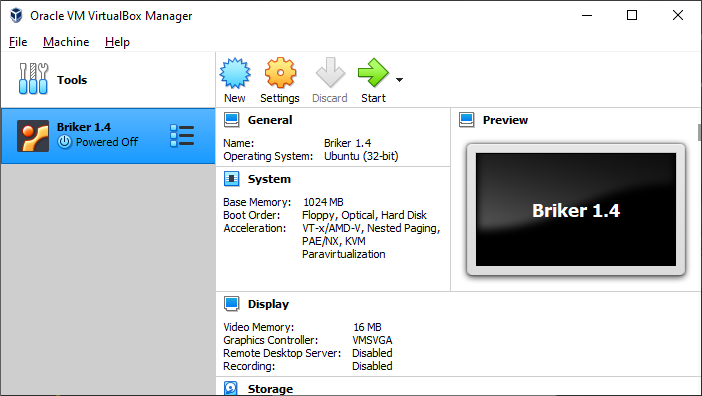 Oracle VM VirtualBox Manager
File Machine Help
Tools
New Settings Discard Start
Briker 1.4
Powered Off
General
Name: Briker 1.4
Operating System: Ubuntu (32-bit)
Preview
Briker 1.4
System
Base Memory: 1024 MB
Boot Order: Floppy, Optical, Hard Disk
Acceleration: VT-x/AMD-V, Nested Paging,
PAE/NX, KVM
Paravirtualization
Display
Video Memory: 16 MB
Graphics Controller: VMSVGA
Remote Desktop Server: Disabled
Recording: Disabled
Storage